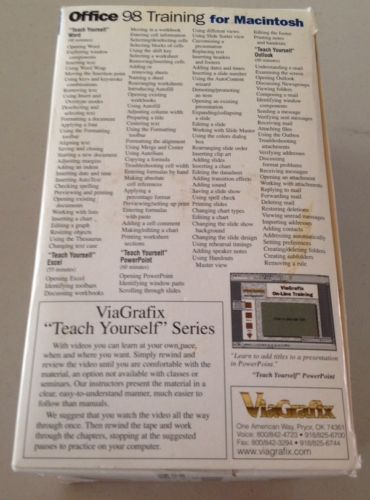 Office 98 Training for Macintosh
"Teach Yourself"
Word
Opening Word
Exploring window
components
Inserting text
Using Word Wrap
Moving the insertion point
Using keys and keystroke
combinations
Removing text
Using Insert and
Overtype modes
Deselecting and
selecting text
Formatting a document
Applying a font
Using the Formatting
toolbar
Aligning text
Saving and closing
Starting a new document
Adjusting margins
Adding an indent
Inserting date and time
Inserting AutoText
Checking spelling
Previewing and printing
Opening existing
documents
Working with lists
Inserting a chart
Editing a graph
Resizing objects
Using the Thesaurus
Changing text case
"Teach Yourself"
Excel
(55 minutes)
Opening Excel
Identifying toolbars
Discussing workbooks
Moving in a workbook
Entering cell information
Selecting/deselecting cells
Selecting blocks of cells
Using the shift key
Selecting a column
Removing/inserting cells
Adding or
removing sheets
Naming a sheet
Rearranging worksheets
Introducing Autofill
Opening existing
workbooks
Using Autofill
Adjusting column width
Preparing a title
Centering text
Using the Formatting
toolbar
Formatting the alignment
Using Merge and Center
Using AutoSum
Copying a formula
Troubleshooting cell width
Entering formulas by hand
Making absolute
cell references
Applying a
percentage format
Previewing/setting up print
Entering formulas
with paste
Adding a cell comment
Making/editing a chart
Printing worksheet
sections
"Teach Yourself"
PowerPoint
(60 minutes)
Opening PowerPoint
Identifying window parts
Scrolling through slides
Using different views
Using Slide Sorter view
Customizing a
presentation
Replacing text
Inserting headers
and footers
Adding dates and times
Inserting a slide number
Using the AutoContent
wizard
Demoting/promoting
an item
Opening an existing
presentation
Expanding/collapsing
a slide
Editing a slide
Working with Slide Master
Using the colors dialog
box
Rearranging slide order
Inserting clip art
Adding slides
Inserting a chart
Editing the datasheet
Adding transition effects
Adding sound
Saving a slide show
Using spell check
Printing slides
Changing chart types
Editing a chart
Changing the slide show
background
Changing the slide design
Using rehearsal timings
Adding speaker notes
Using Handouts
Master view
Editing the footer
Printing notes
and handouts
"Teach Yourself"
Outlook
Understanding e-mail
Examining the screen
Opening Outlook
Discussing Newsgroups
Viewing folders
Composing e-mail
Identifying window
components
Sending a message
Verifying sent messages
Receiving mail
Attaching files
Using the Outbox
Troubleshooting
attachments
Verifying addresses
Discussing
format problems
Receiving messages
Opening an attachment
Working with attachments
Replying to mail
Forwarding mail
Deleting mail
Restoring deletions
Viewing unread messages
Importing addresses
Adding contacts
Addressing automatically
Setting preferences
Creating/deleting folders
Creating subfolders
Removing a rule
ViaGrafix
On-Line Training
"Learn to add titles to a presentation
in PowerPoint."
"Teach Yourself" PowerPoint
ViaGrafix
"Teach Yourself" Series
With videos you can learn at your own pace,
when and where you want. Simply rewind and
review the video until you are comfortable with the
material, an option not available with classes or
seminars. Our instructors present the material in a
clear, easy-to-understand manner, much easier to
follow than manuals.
We suggest that you watch the video all the way
through once. Then rewind the tape and work
through the chapters, stopping at the suggested
pauses to practice on your computer.
ViaGrafix
One American Way, Pryor, OK 74361
Voice: 800/842-4723 • 918/825-6700
Fax: 800/842-3294 • 918/825-6744
www.viagrafix.com